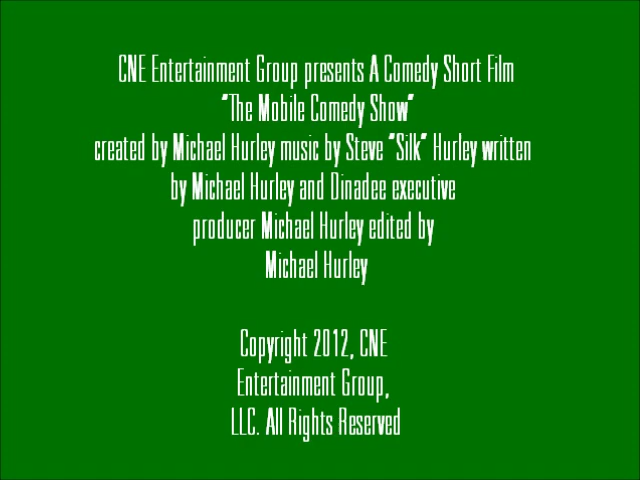 CNE Entertainment Group presents A Comedy Short Film
"The Mobile Comedy Show"
created by Michael Hurley music by Steve "Silk" Hurley written
by Michael Hurley and Dinadee executive
producer Michael Hurley edited by
Michael Hurley
Copyright 2012, CNE
Entertainment Group,
LLC. All Rights Reserved